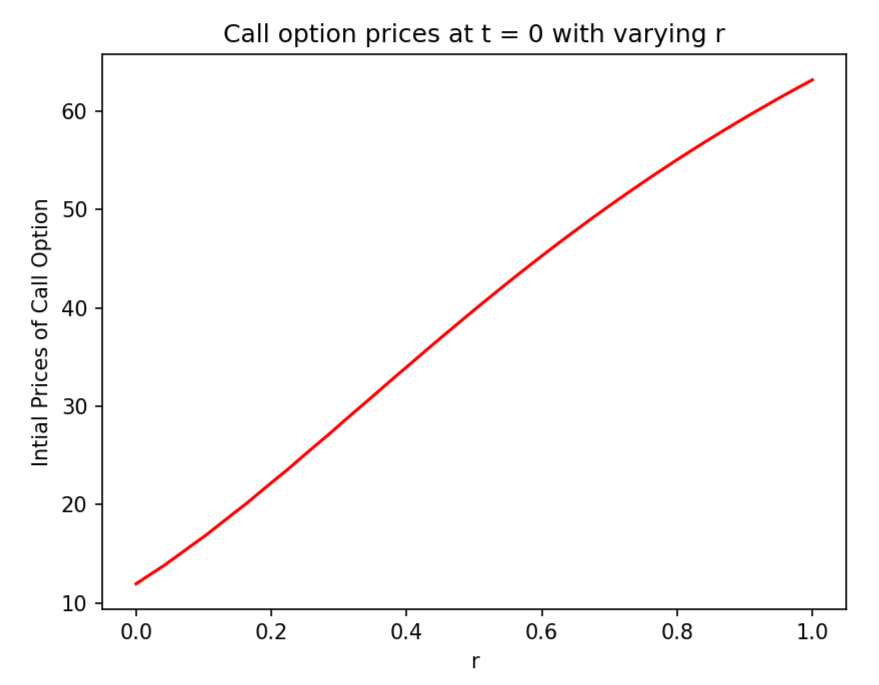 Call option prices at t = 0 with varying r
Intial Prices of Call Option
60
50
40
30
20
10
0.0 0.2 0.4 0.6 0.8 1.0
r